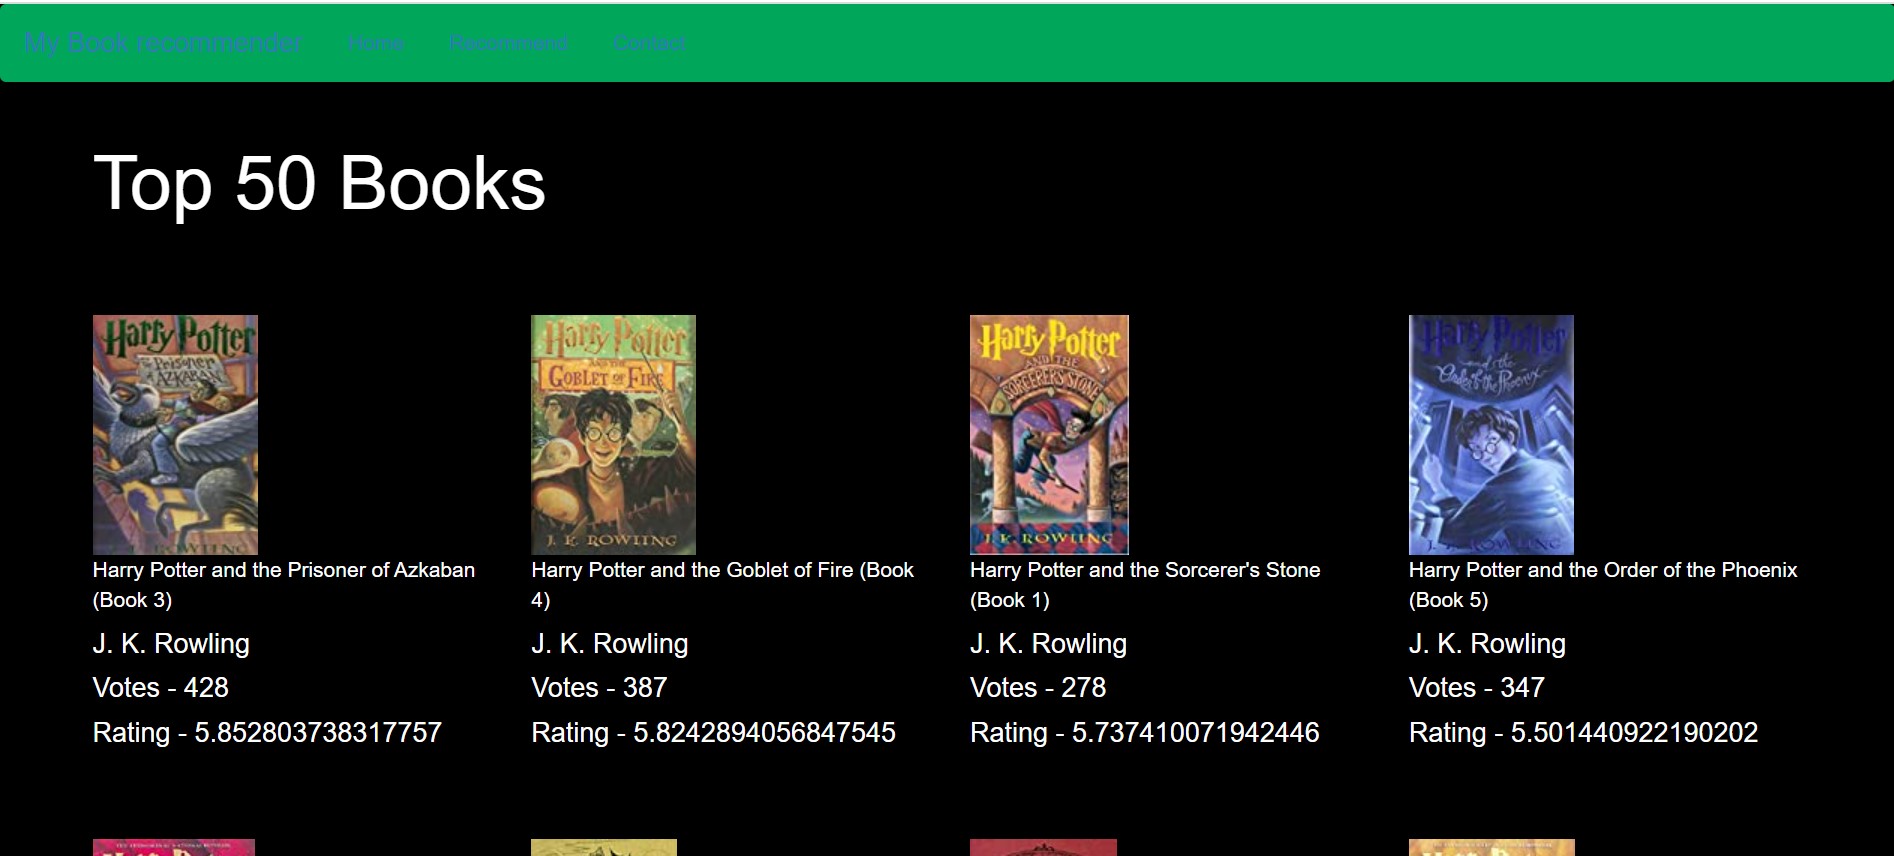 My Book recommender Home Recommend Contact
Top 50 Books
Harry Potter
and the Prisoner
of AZKABAN
Harry Potter
AND THE
GOBLET OF FIRE
J. K. ROWLING
Harry Potter
AND THE
SORCERER'S STONE
J. K. ROWLING
Harry Potter
and the
Order of the Phoenix
J. K. ROWLING
Harry Potter and the Prisoner of Azkaban
(Book 3)
J. K. Rowling
Votes - 428
Rating - 5.852803738317757
Harry Potter and the Goblet of Fire (Book
4)
J. K. Rowling
Votes - 387
Rating - 5.8242894056847545
Harry Potter and the Sorcerer's Stone
(Book 1)
J. K. Rowling
Votes - 278
Rating - 5.737410071942446
Harry Potter and the Order of the Phoenix
(Book 5)
J. K. Rowling
Votes - 347
Rating - 5.501440922190202